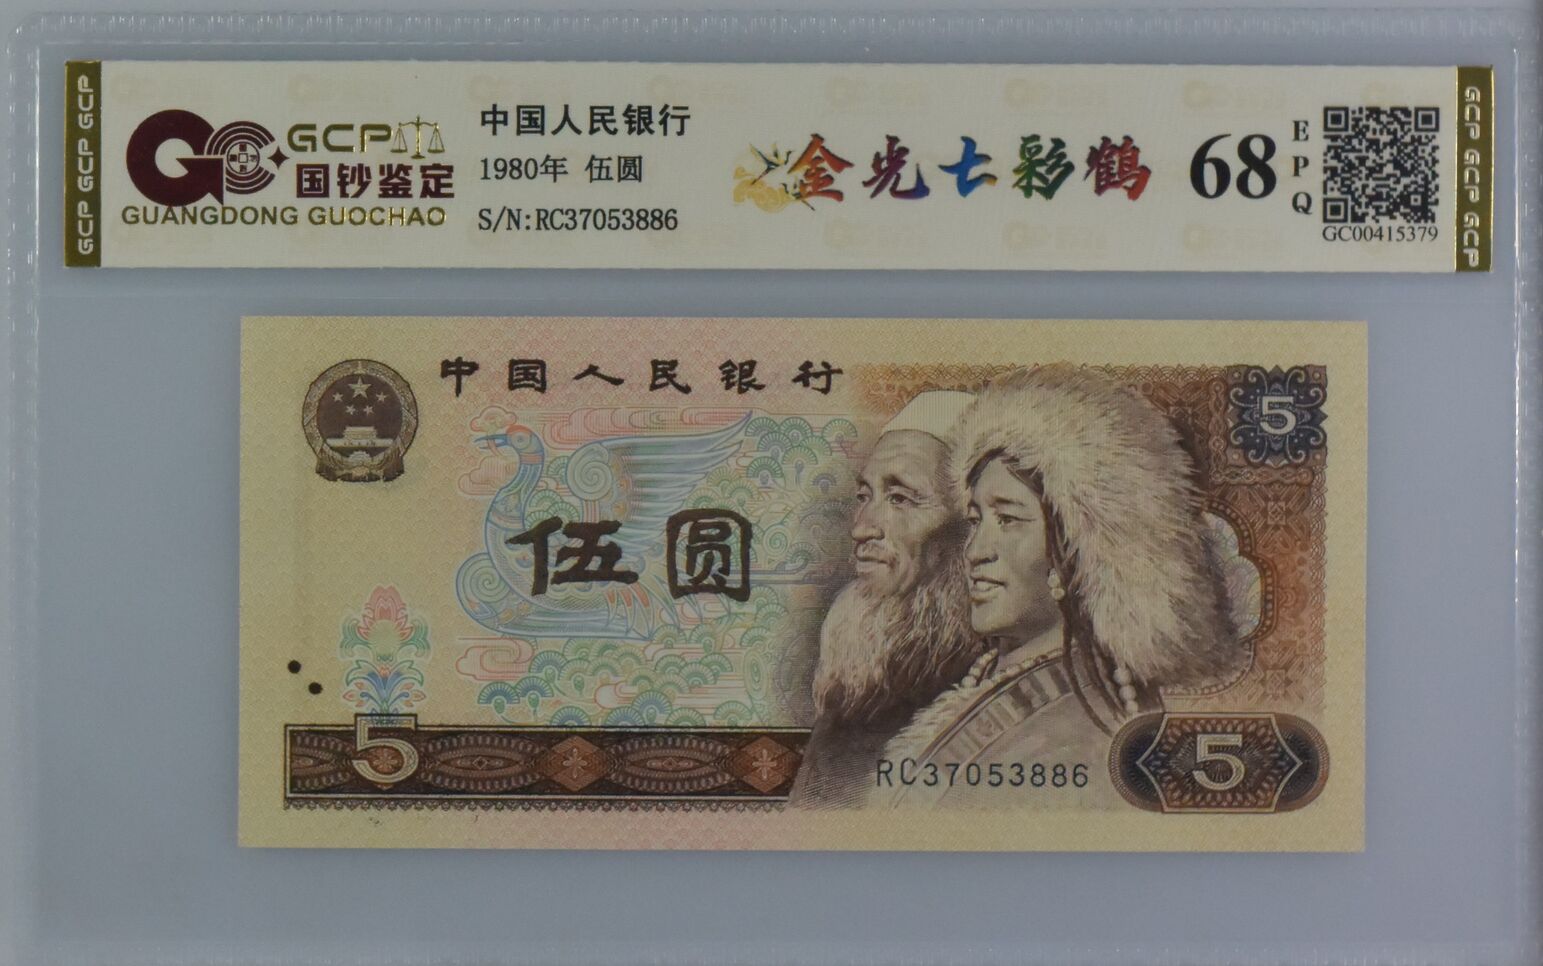 GCP GCP GCP
GCP
国钞鉴定
GUANGDONG GUOCHAO
中国人民银行
1980年 伍圆
S/N:RC37053886
金光七彩鹤
68
EPQ
GC00415379
GCP GCP GCP
中国人民银行
5
伍圆
5
RC37053886
5